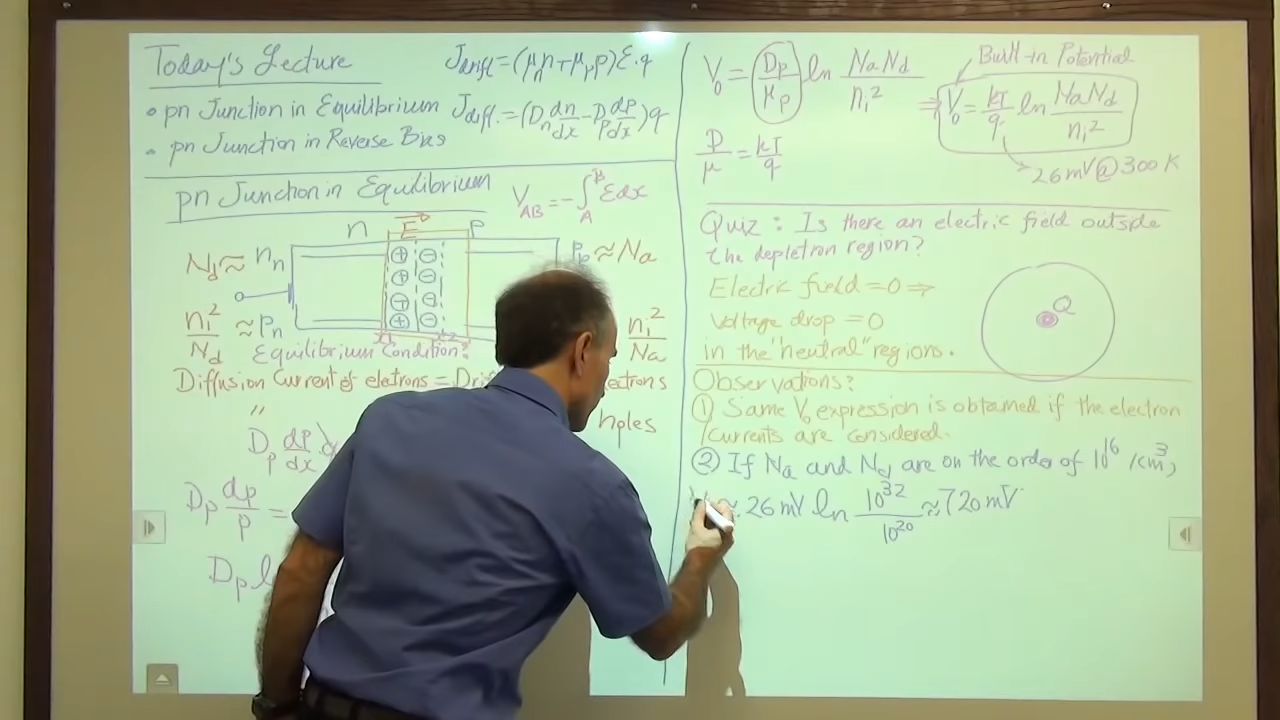 Today's Lecture
J_drift = (μ_n n + μ_p p) E · q
• pn Junction in Equilibrium
J_diff. = (D_n dn/dx − D_p dp/dx) q
• pn Junction in Reverse Bias
pn Junction in Equilibrium
V_AB = −∫_A^B E dx
n E p
N_d ≈ n_n
⊕ ⊖
⊕ ⊖
⊕ ⊖
⊕ ⊖
p_p ≈ N_a
n_i²/N_d ≈ p_n
x1 x2
n_i²/N_a
Equilibrium Condition:
Diffusion Current of eletrons = ectrons
"
D_p dp/dx
D_p dp/p =
D_p
V_0 = D_p/μ_p ln N_a N_d / n_i²
Built-in Potential
⇒ V_0 = kT/q ln N_a N_d / n_i²
D/μ = kT/q
26 mV @ 300 K
Quiz : Is there an electric field outside
the depletion region?
Electric field = 0 ⇒
Voltage drop = 0
in the "neutral" regions.
Q
Observations:
① Same V_0 expression is obtained if the electron
currents are considered.
② If N_a and N_d are on the order of 10^16 /cm³,
≈ 26 mV ln 10^32 / 10^20 ≈ 720 mV